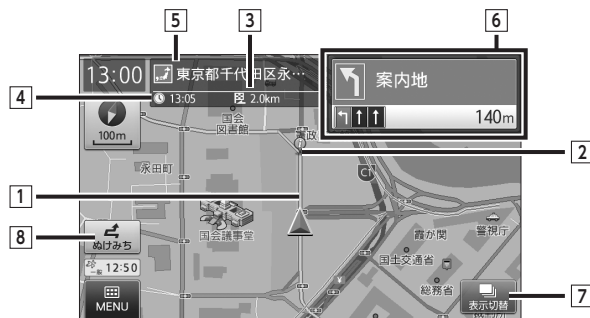 5
3
6
13:00
東京都千代田区永…
案内地
4
13:05
2.0km
140m
100m
国会
図書館
憲政
2
永田町
C1
1
霞が関
警視庁
8
ぬけみち
国会議事堂
国土交通省
12:50
総務省
MENU
表示切替
7